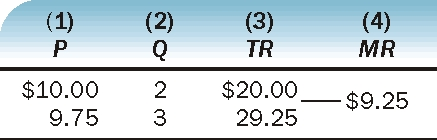 (1) (2) (3) (4)
P Q TR MR
$10.00 2 $20.00 $9.25
9.75 3 29.25